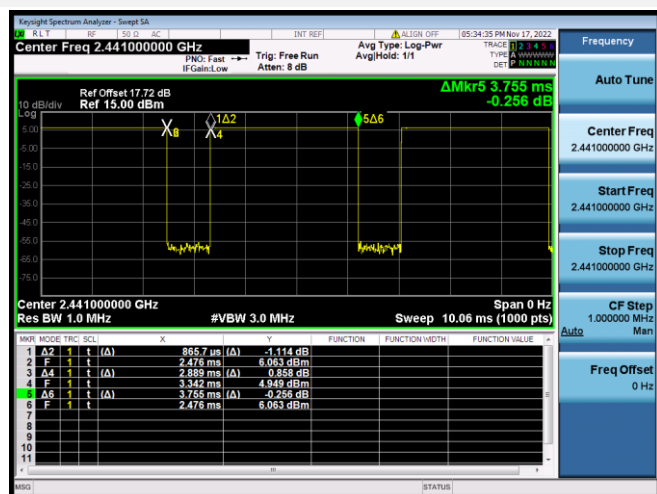 Keysight Spectrum Analyzer - Swept SA
RLT RF 50 Ω AC INT REF ALIGN OFF 05:34:35 PM Nov 17, 2022
Center Freq 2.441000000 GHz
PNO: Fast
IFGain:Low
Trig: Free Run
Atten: 8 dB
Avg Type: Log-Pwr
Avg|Hold: 1/1
TRACE 1 2 3 4 5 6
TYPE A WWWWW
DET P N N N N N
Frequency
Auto Tune
Center Freq
2.441000000 GHz
Start Freq
2.441000000 GHz
Stop Freq
2.441000000 GHz
CF Step
1.000000 MHz
Auto Man
Freq Offset
0 Hz
Ref Offset 17.72 dB
10 dB/div Ref 15.00 dBm
Log
ΔMkr5 3.755 ms
-0.256 dB
1Δ2
5Δ6
4
5.00
-5.00
-15.0
-25.0
-35.0
-45.0
-55.0
-65.0
-75.0
Center 2.441000000 GHz Span 0 Hz
Res BW 1.0 MHz #VBW 3.0 MHz Sweep 10.06 ms (1000 pts)
MKR MODE TRC SCL X Y FUNCTION FUNCTION WIDTH FUNCTION VALUE
1 Δ2 1 t (Δ) 865.7 µs (Δ) -1.114 dB
2 F 1 t 2.476 ms 6.063 dBm
3 Δ4 1 t (Δ) 2.889 ms (Δ) 0.858 dB
4 F 1 t 3.342 ms 4.949 dBm
5 Δ6 1 t (Δ) 3.755 ms (Δ) -0.256 dB
6 F 1 t 2.476 ms 6.063 dBm
7
8
9
10
11
MSG STATUS